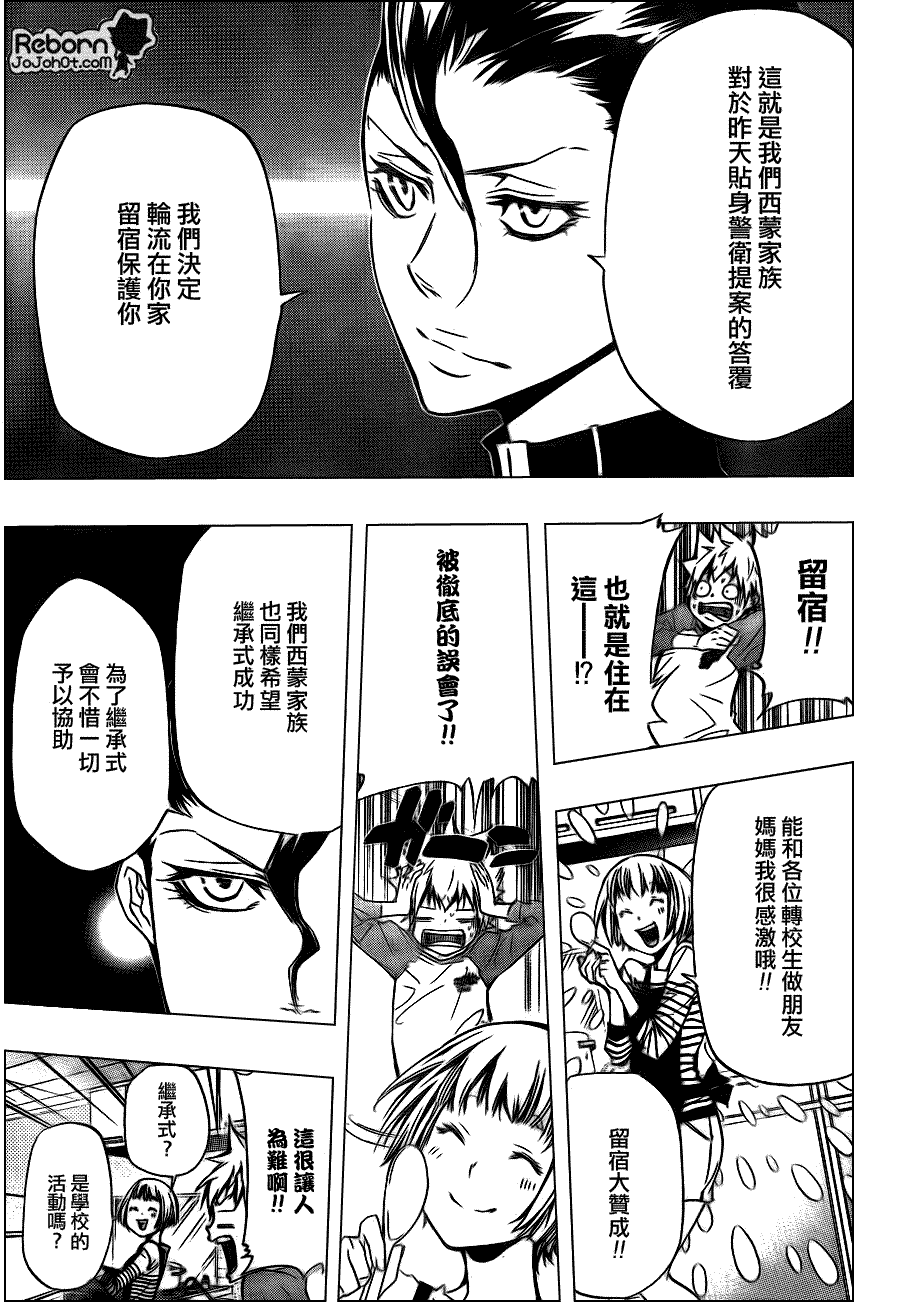 Reborn
JoJoHOt.coM
這就是我們西蒙家族
對於昨天貼身警衛提案的答覆
我們決定
輪流在你家
留宿保護你
留宿!!
也就是住在
這——!?
能和各位轉校生做朋友
媽媽我很感激哦!!
留宿大贊成!!
被徹底的誤會了!!
我們西蒙家族
也同樣希望
繼承式成功
為了繼承式
會不惜一切
予以協助
這很讓人
為難啊!!
繼承式?
是學校的
活動嗎?